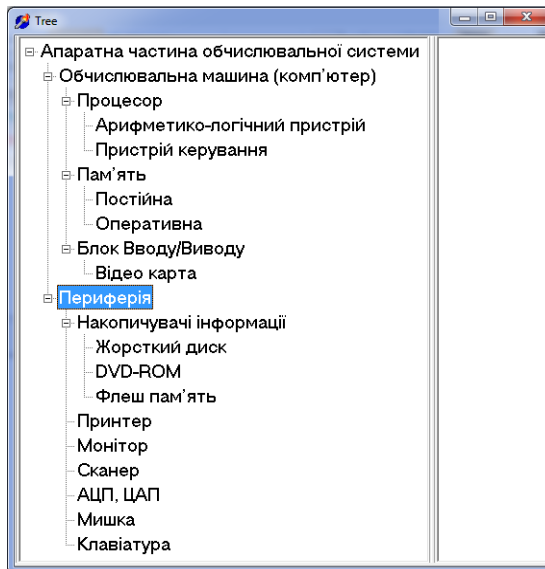 Tree
Апаратна частина обчислювальної системи
Обчислювальна машина (комп'ютер)
Процесор
Арифметико-логічний пристрій
Пристрій керування
Пам'ять
Постійна
Оперативна
Блок Вводу/Виводу
Відео карта
Периферія
Накопичувачі інформації
Жорсткий диск
DVD-ROM
Флеш пам'ять
Принтер
Монітор
Сканер
АЦП, ЦАП
Мишка
Клавіатура